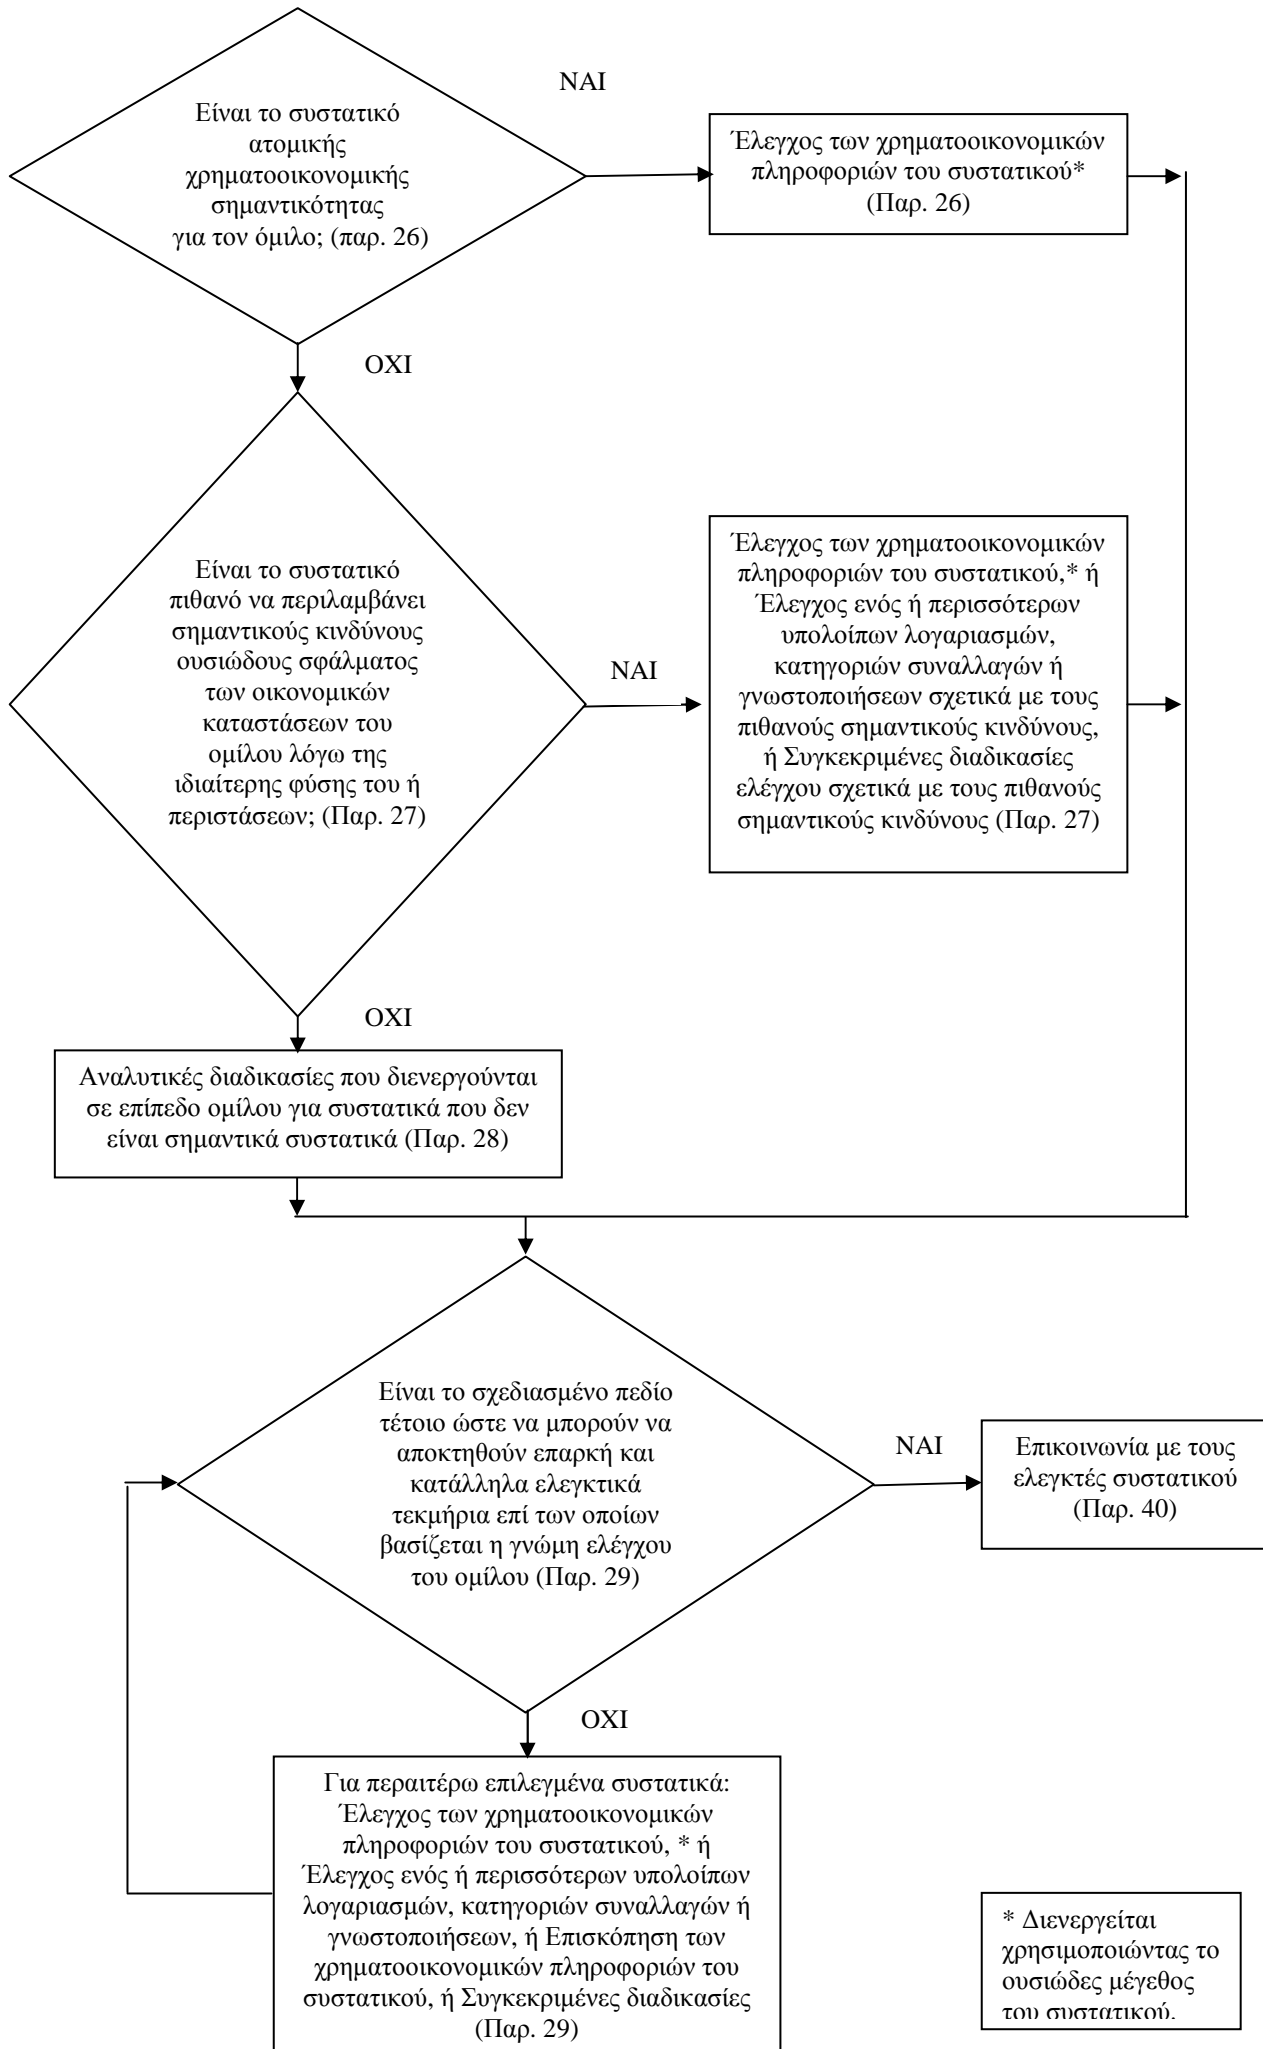 ΝΑΙ
Είναι το συστατικό
ατομικής
χρηματοοικονομικής
σημαντικότητας
για τον όμιλο; (παρ. 26)
Έλεγχος των χρηματοοικονομικών
πληροφοριών του συστατικού*
(Παρ. 26)
ΟΧΙ
Είναι το συστατικό
πιθανό να περιλαμβάνει
σημαντικούς κινδύνους
ουσιώδους σφάλματος
των οικονομικών
καταστάσεων του
ομίλου λόγω της
ιδιαίτερης φύσης του ή
περιστάσεων; (Παρ. 27)
ΝΑΙ
Έλεγχος των χρηματοοικονομικών
πληροφοριών του συστατικού,* ή
Έλεγχος ενός ή περισσότερων
υπολοίπων λογαριασμών,
κατηγοριών συναλλαγών ή
γνωστοποιήσεων σχετικά με τους
πιθανούς σημαντικούς κινδύνους,
ή Συγκεκριμένες διαδικασίες
ελέγχου σχετικά με τους πιθανούς
σημαντικούς κινδύνους (Παρ. 27)
ΟΧΙ
Αναλυτικές διαδικασίες που διενεργούνται
σε επίπεδο ομίλου για συστατικά που δεν
είναι σημαντικά συστατικά (Παρ. 28)
Είναι το σχεδιασμένο πεδίο
τέτοιο ώστε να μπορούν να
αποκτηθούν επαρκή και
κατάλληλα ελεγκτικά
τεκμήρια επί των οποίων
βασίζεται η γνώμη ελέγχου
του ομίλου (Παρ. 29)
ΝΑΙ
Επικοινωνία με τους
ελεγκτές συστατικού
(Παρ. 40)
ΟΧΙ
Για περαιτέρω επιλεγμένα συστατικά:
Έλεγχος των χρηματοοικονομικών
πληροφοριών του συστατικού, * ή
Έλεγχος ενός ή περισσότερων υπολοίπων
λογαριασμών, κατηγοριών συναλλαγών ή
γνωστοποιήσεων, ή Επισκόπηση των
χρηματοοικονομικών πληροφοριών του
συστατικού, ή Συγκεκριμένες διαδικασίες
(Παρ. 29)
* Διενεργείται
χρησιμοποιώντας το
ουσιώδες μέγεθος
του συστατικού.